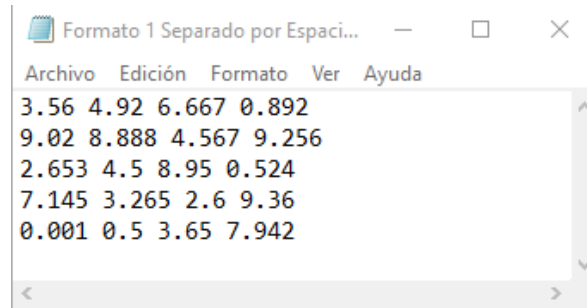 Formato 1 Separado por Espaci...
Archivo Edición Formato Ver Ayuda
3.56 4.92 6.667 0.892
9.02 8.888 4.567 9.256
2.653 4.5 8.95 0.524
7.145 3.265 2.6 9.36
0.001 0.5 3.65 7.942